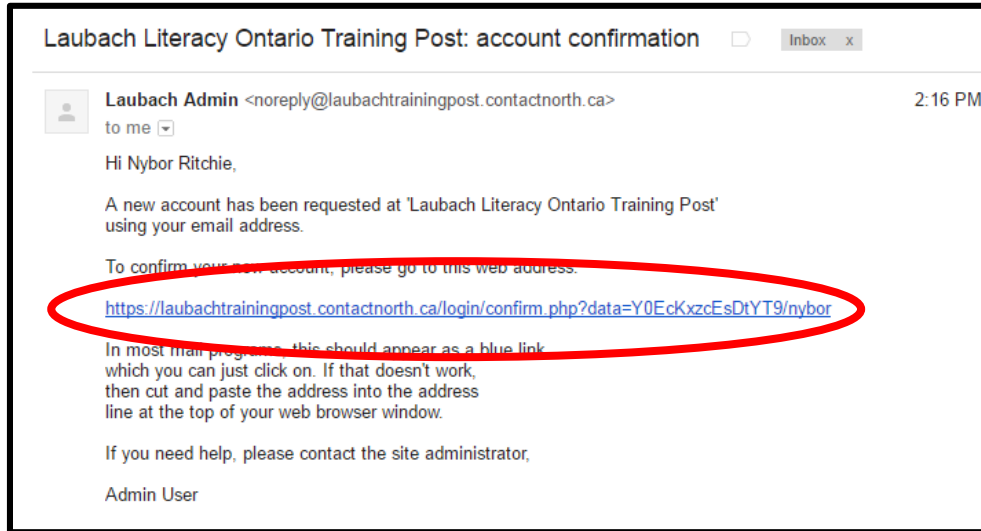 Laubach Literacy Ontario Training Post: account confirmation Inbox x
Laubach Admin <noreply@laubachtrainingpost.contactnorth.ca> 2:16 PM
to me
Hi Nybor Ritchie,
A new account has been requested at 'Laubach Literacy Ontario Training Post'
using your email address.
To confirm your new account, please go to this web address:
https://laubachtrainingpost.contactnorth.ca/login/confirm.php?data=Y0EcKxzcEsDtYT9/nybor
In most mail programs, this should appear as a blue link
which you can just click on. If that doesn't work,
then cut and paste the address into the address
line at the top of your web browser window.
If you need help, please contact the site administrator,
Admin User